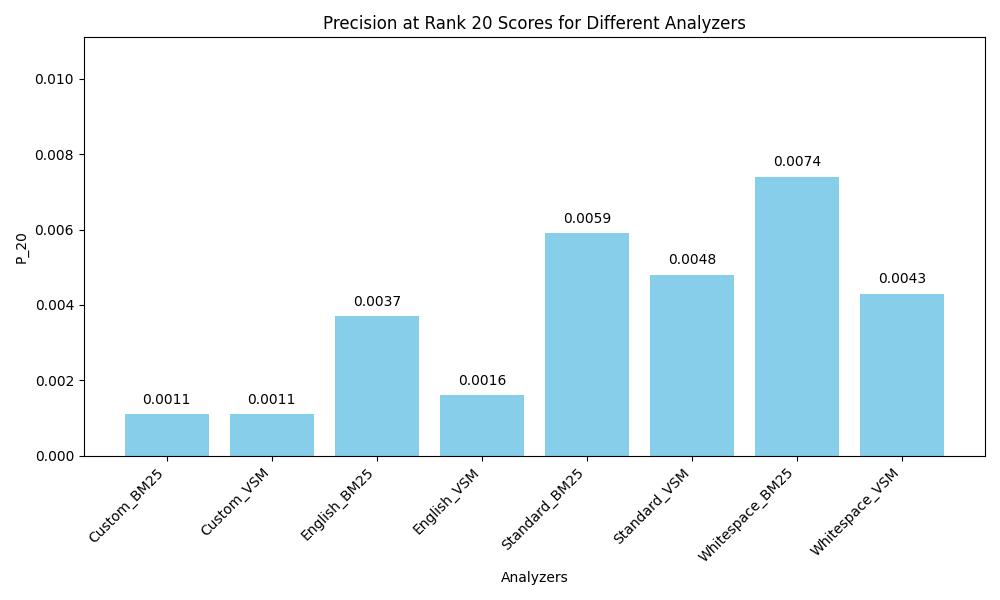 Precision at Rank 20 Scores for Different Analyzers
P_20
0.010
0.008
0.006
0.004
0.002
0.000
0.0011
0.0011
0.0037
0.0016
0.0059
0.0048
0.0074
0.0043
Custom_BM25
Custom_VSM
English_BM25
English_VSM
Standard_BM25
Standard_VSM
Whitespace_BM25
Whitespace_VSM
Analyzers